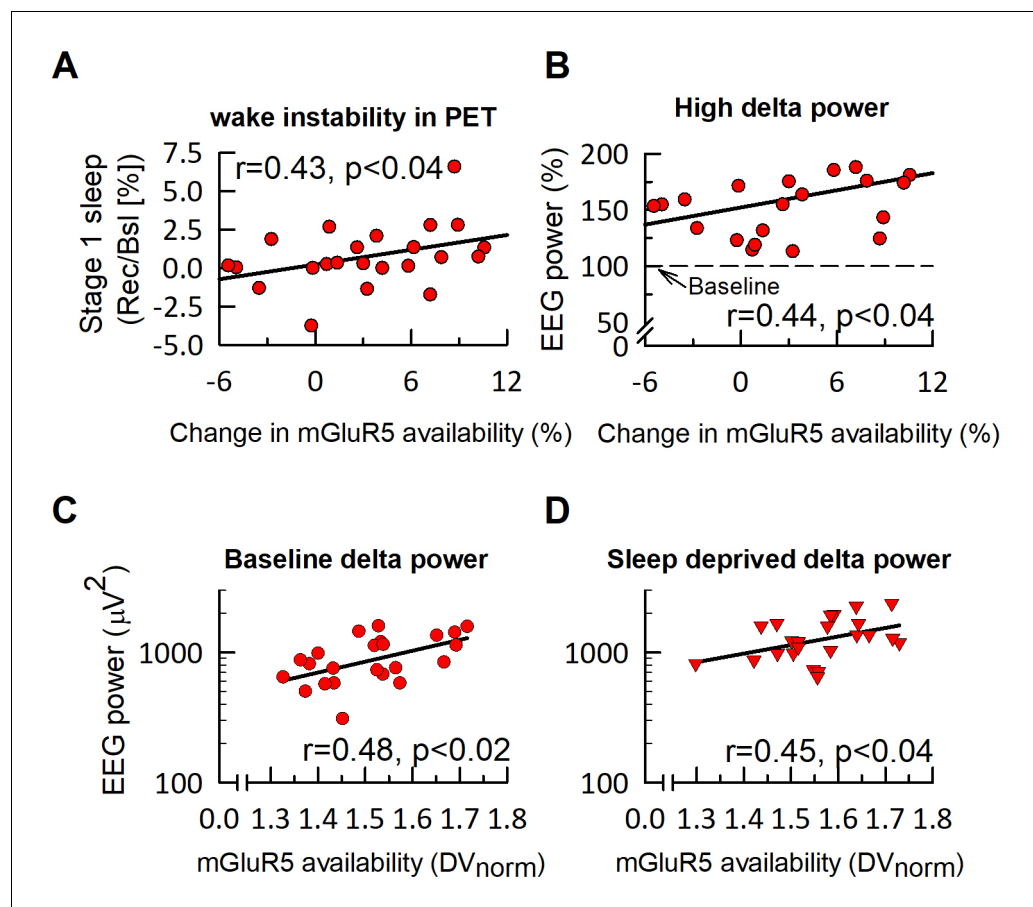 A
wake instability in PET
r=0.43, p<0.04
Stage 1 sleep
(Rec/Bsl [%])
7.5
5.0
2.5
0.0
-2.5
-5.0
-6 0 6 12
Change in mGluR5 availability (%)
B
High delta power
EEG power (%)
200
150
100
50
0
Baseline
r=0.44, p<0.04
-6 0 6 12
Change in mGluR5 availability (%)
C
Baseline delta power
EEG power (μV2)
1000
100
r=0.48, p<0.02
0.0 1.3 1.4 1.5 1.6 1.7 1.8
mGluR5 availability (DVnorm)
D
Sleep deprived delta power
1000
100
r=0.45, p<0.04
0.0 1.3 1.4 1.5 1.6 1.7 1.8
mGluR5 availability (DVnorm)